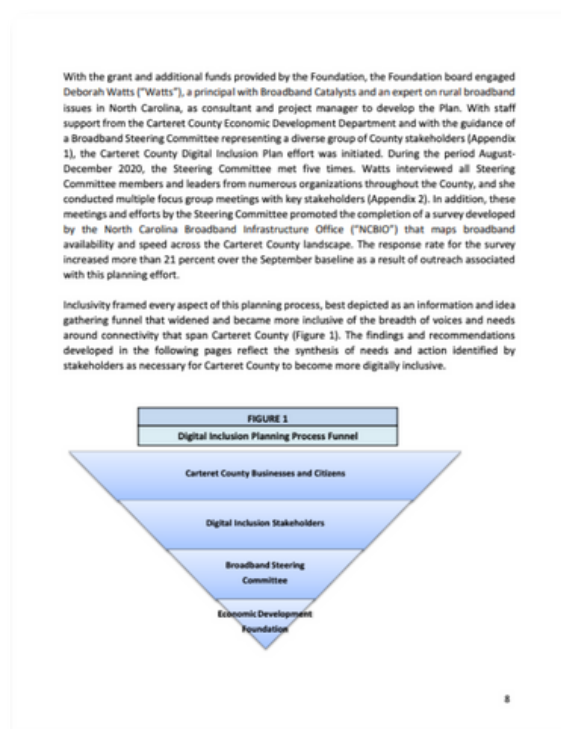 With the grant and additional funds provided by the Foundation, the Foundation board engaged
Deborah Watts ("Watts"), a principal with Broadband Catalysts and an expert on rural broadband
issues in North Carolina, as consultant and project manager to develop the Plan. With staff
support from the Carteret County Economic Development Department and with the guidance of
a Broadband Steering Committee representing a diverse group of County stakeholders (Appendix
1), the Carteret County Digital Inclusion Plan effort was initiated. During the period August-
December 2020, the Steering Committee met five times. Watts interviewed all Steering
Committee members and leaders from numerous organizations throughout the County, and she
conducted multiple focus group meetings with key stakeholders (Appendix 2). In addition, these
meetings and efforts by the Steering Committee promoted the completion of a survey developed
by the North Carolina Broadband Infrastructure Office ("NCBIO") that maps broadband
availability and speed across the Carteret County landscape. The response rate for the survey
increased more than 21 percent over the September baseline as a result of outreach associated
with this planning effort.
Inclusivity framed every aspect of this planning process, best depicted as an information and idea
gathering funnel that widened and became more inclusive of the breadth of voices and needs
around connectivity that span Carteret County (Figure 1). The findings and recommendations
developed in the following pages reflect the synthesis of needs and action identified by
stakeholders as necessary for Carteret County to become more digitally inclusive.
FIGURE 1
Digital Inclusion Planning Process Funnel
Carteret County Businesses and Citizens
Digital Inclusion Stakeholders
Broadband Steering
Committee
Economic Development
Foundation
8